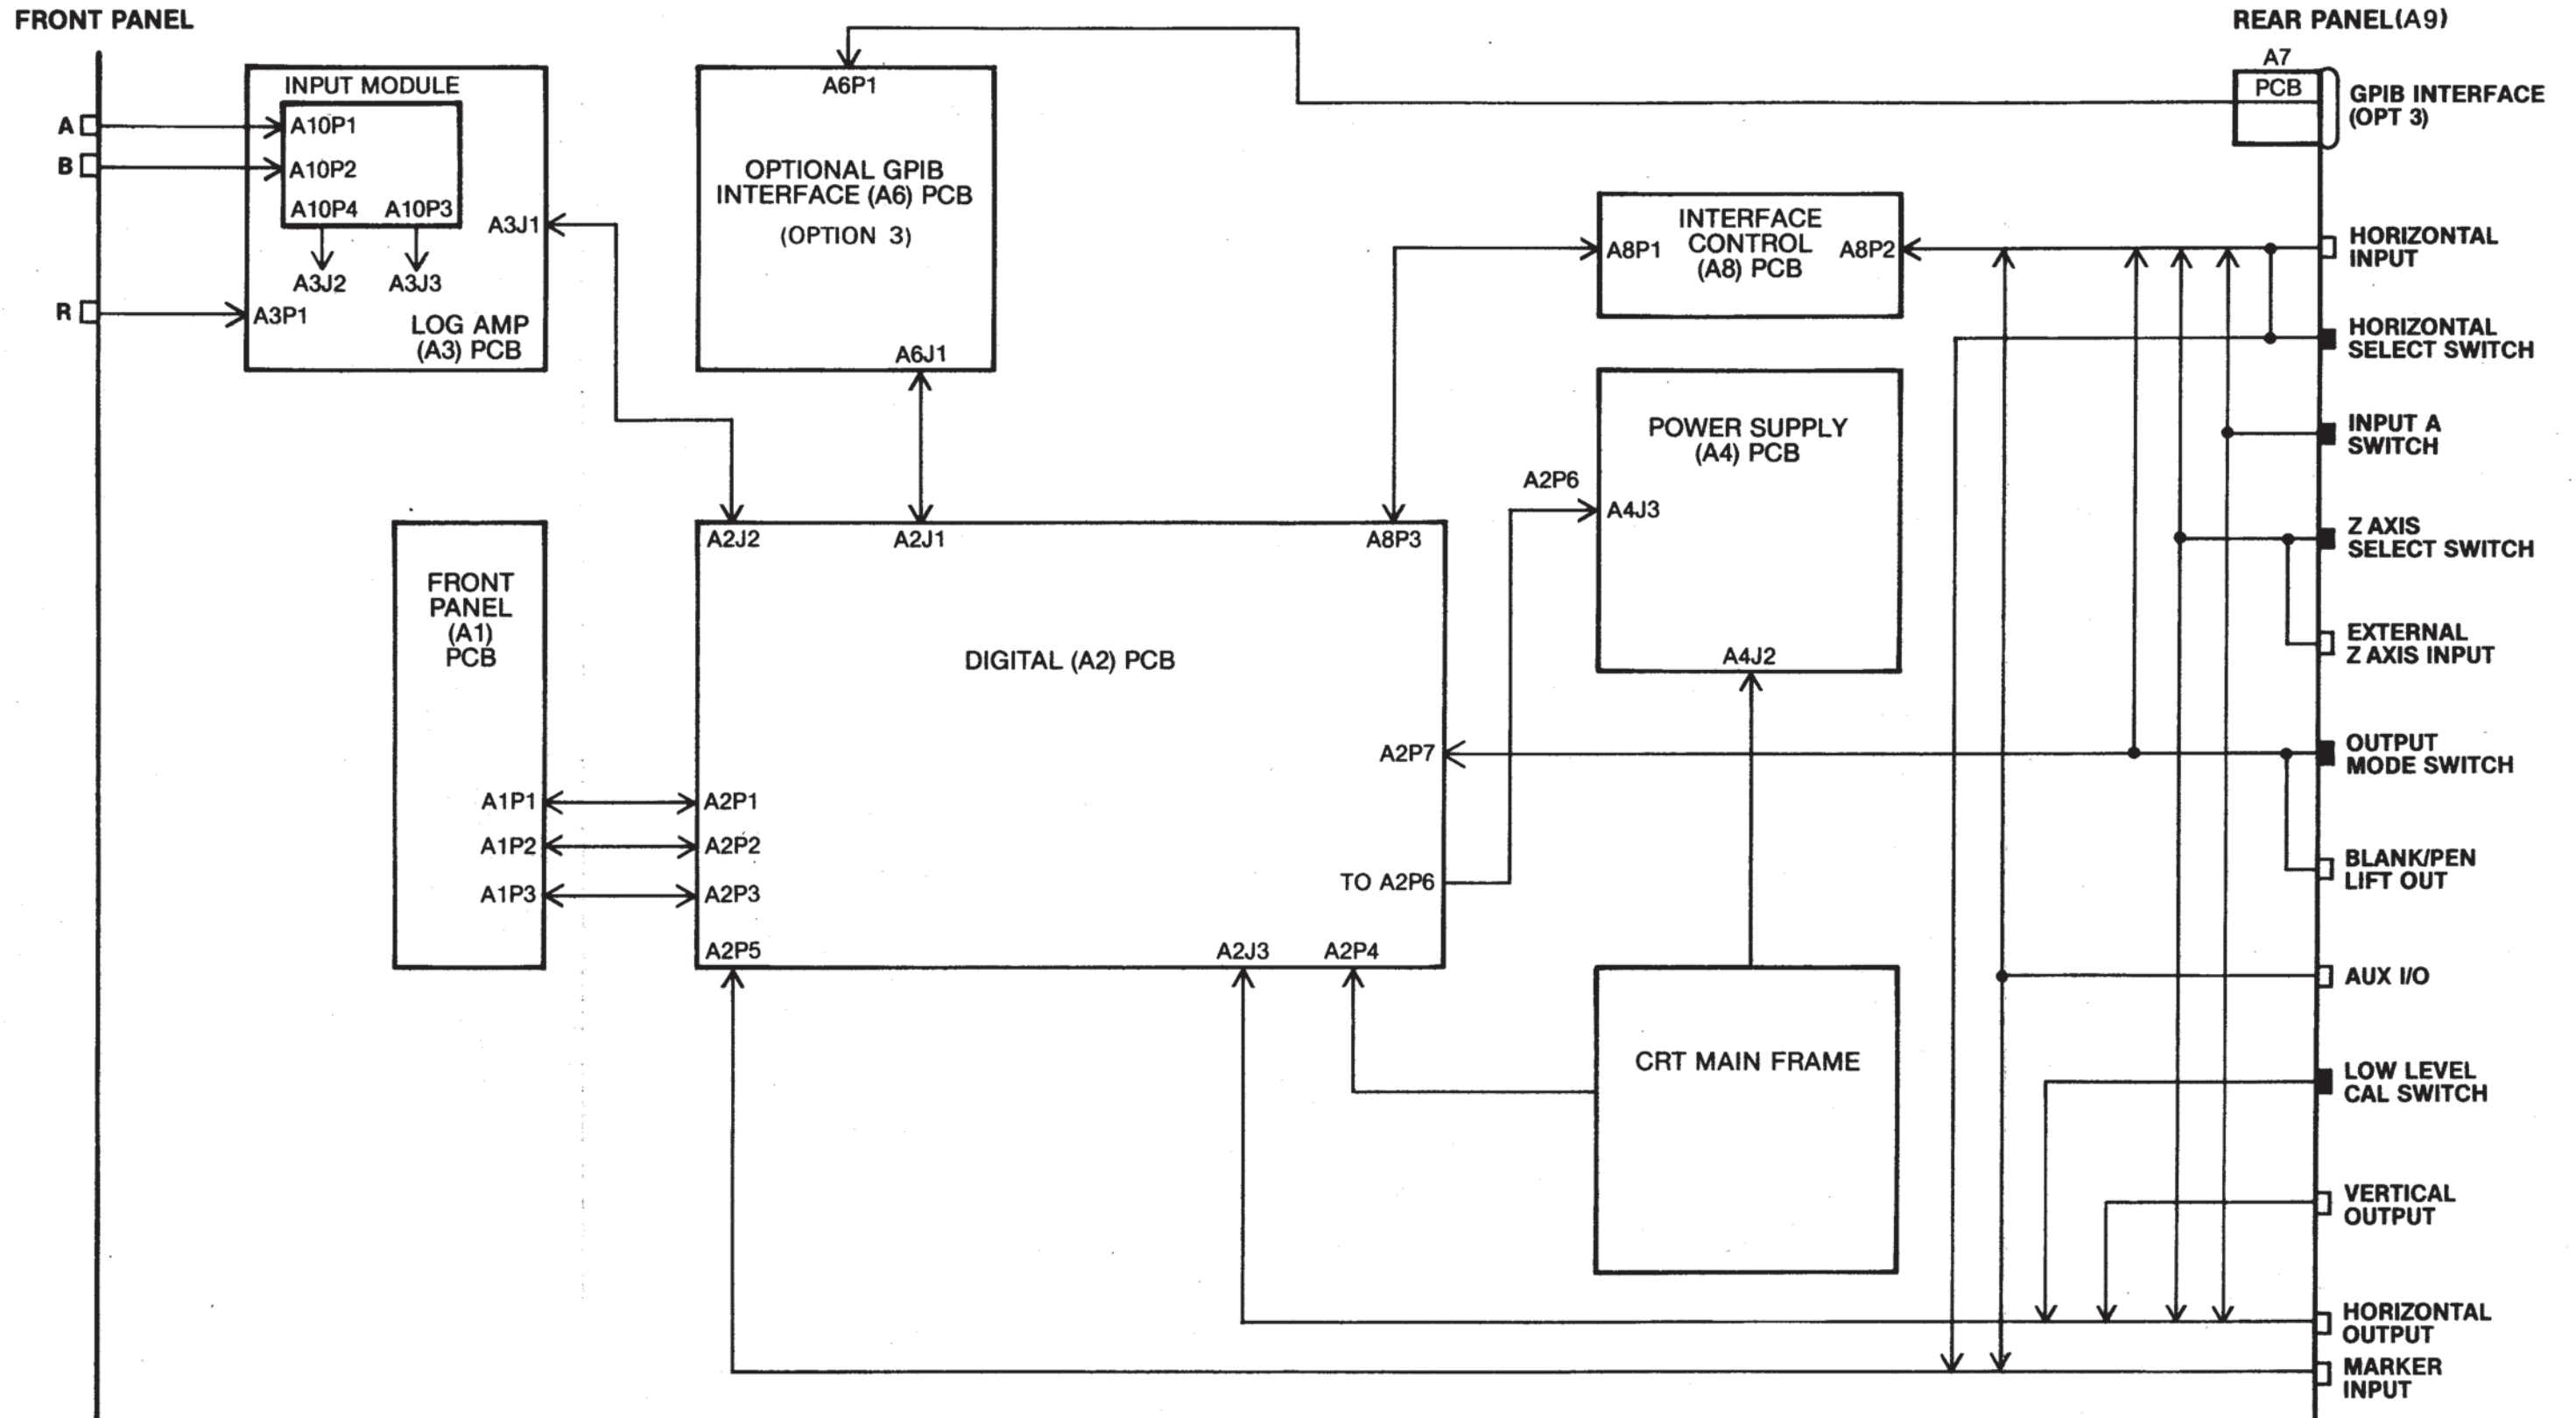 FRONT PANEL
REAR PANEL(A9)
A7
PCB
GPIB INTERFACE
(OPT 3)
INPUT MODULE
A
A10P1
B
A10P2
A10P4
A10P3
A3J1
A3J2
A3J3
R
A3P1
LOG AMP
(A3) PCB
A6P1
OPTIONAL GPIB
INTERFACE (A6) PCB
(OPTION 3)
A6J1
INTERFACE
CONTROL
(A8) PCB
A8P1
A8P2
HORIZONTAL
INPUT
HORIZONTAL
SELECT SWITCH
INPUT A
SWITCH
POWER SUPPLY
(A4) PCB
A2P6
A4J3
A4J2
Z AXIS
SELECT SWITCH
EXTERNAL
Z AXIS INPUT
FRONT
PANEL
(A1)
PCB
A1P1
A1P2
A1P3
A2J2
A2J1
A8P3
DIGITAL (A2) PCB
A2P7
A2P1
A2P2
A2P3
TO A2P6
A2P5
A2J3
A2P4
OUTPUT
MODE SWITCH
BLANK/PEN
LIFT OUT
AUX I/O
CRT MAIN FRAME
LOW LEVEL
CAL SWITCH
VERTICAL
OUTPUT
HORIZONTAL
OUTPUT
MARKER
INPUT